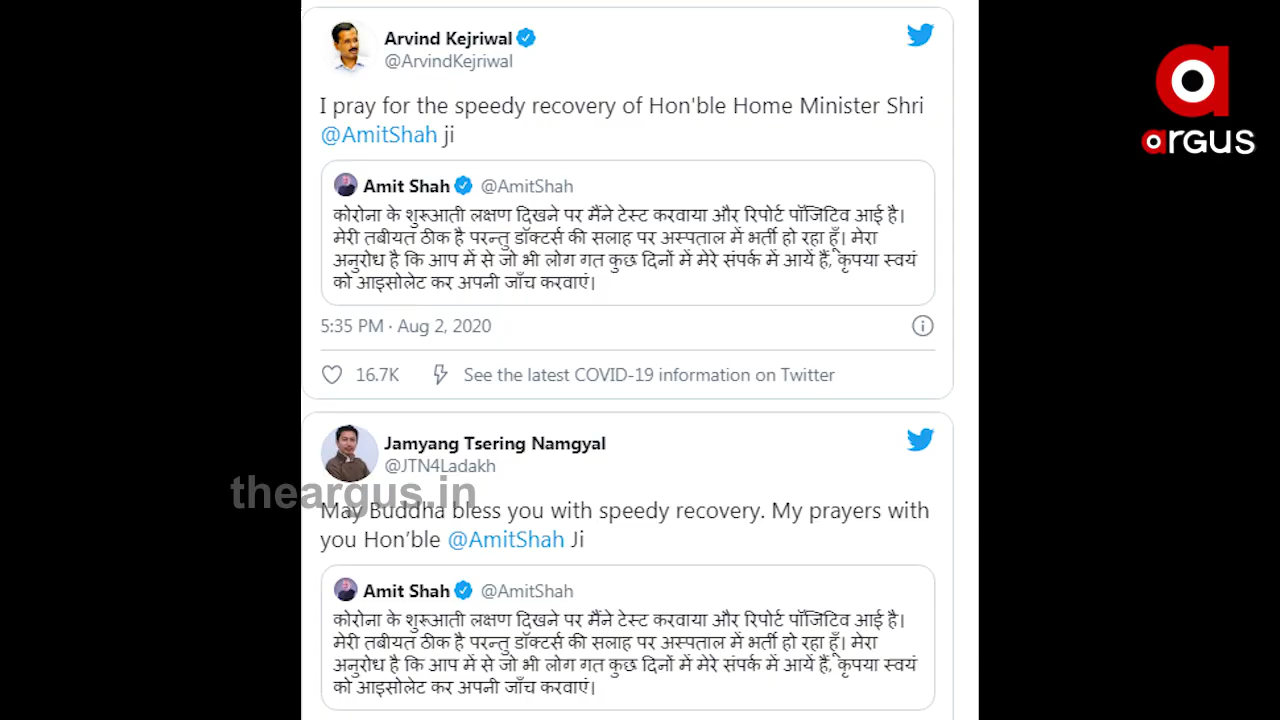 Arvind Kejriwal
@ArvindKejriwal
I pray for the speedy recovery of Hon'ble Home Minister Shri
@AmitShah ji
Amit Shah @AmitShah
कोरोना के शुरूआती लक्षण दिखने पर मैंने टेस्ट करवाया और रिपोर्ट पॉजिटिव आई है।
मेरी तबीयत ठीक है परन्तु डॉक्टर्स की सलाह पर अस्पताल में भर्ती हो रहा हूँ। मेरा
अनुरोध है कि आप में से जो भी लोग गत कुछ दिनों में मेरे संपर्क में आयें हैं, कृपया स्वयं
को आइसोलेट कर अपनी जाँच करवाएं।
5:35 PM · Aug 2, 2020
16.7K See the latest COVID-19 information on Twitter
Jamyang Tsering Namgyal
@JTN4Ladakh
May Buddha bless you with speedy recovery. My prayers with
you Hon’ble @AmitShah Ji
Amit Shah @AmitShah
कोरोना के शुरूआती लक्षण दिखने पर मैंने टेस्ट करवाया और रिपोर्ट पॉजिटिव आई है।
मेरी तबीयत ठीक है परन्तु डॉक्टर्स की सलाह पर अस्पताल में भर्ती हो रहा हूँ। मेरा
अनुरोध है कि आप में से जो भी लोग गत कुछ दिनों में मेरे संपर्क में आयें हैं, कृपया स्वयं
को आइसोलेट कर अपनी जाँच करवाएं।
theargus.in
argus